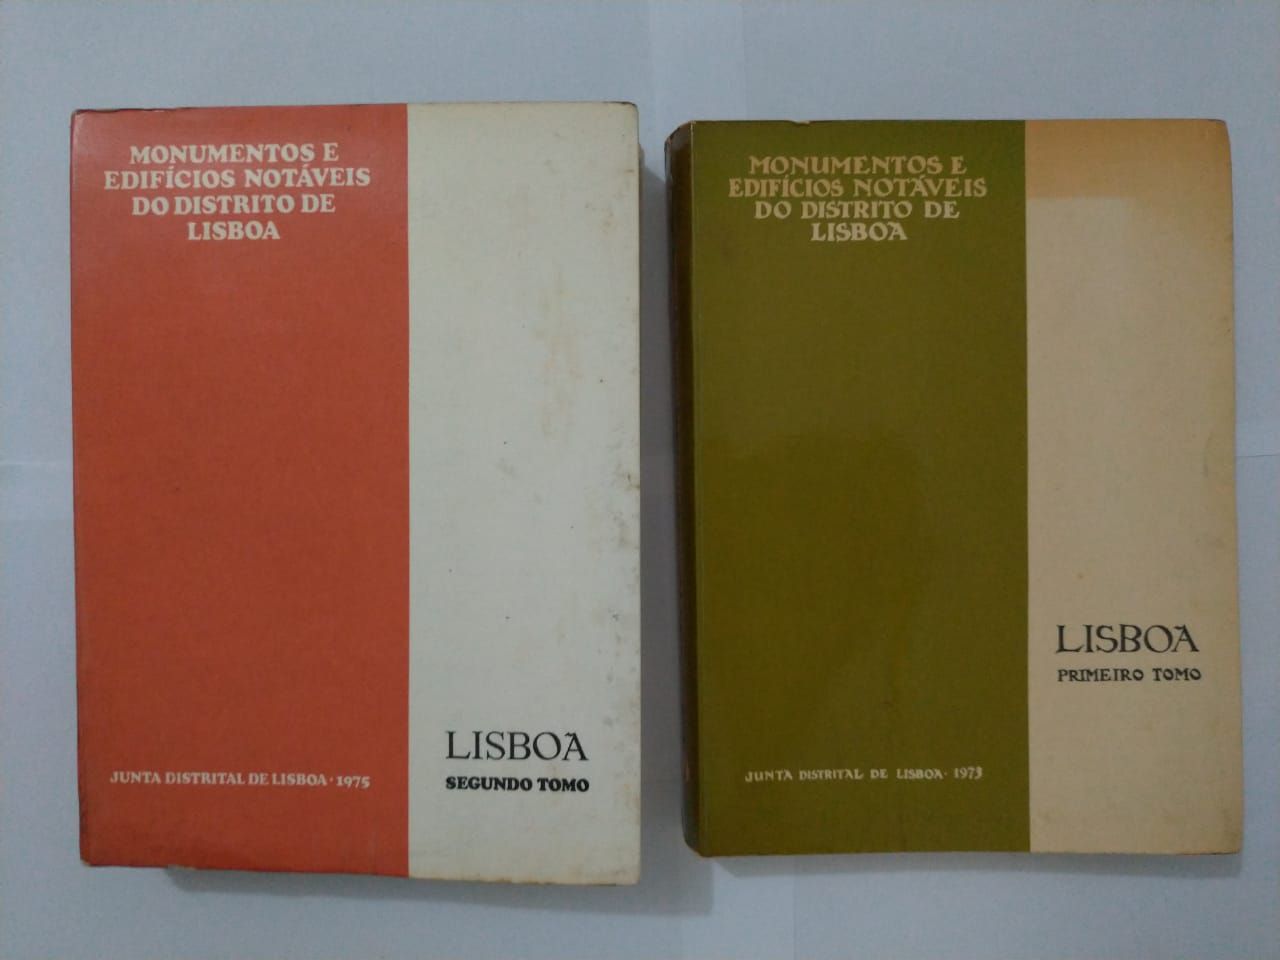 MONUMENTOS E
EDIFÍCIOS NOTÁVEIS
DO DISTRITO DE
LISBOA
JUNTA DISTRITAL DE LISBOA · 1975
LISBOA
SEGUNDO TOMO
MONUMENTOS E
EDIFÍCIOS NOTÁVEIS
DO DISTRITO DE
LISBOA
JUNTA DISTRITAL DE LISBOA · 1973
LISBOA
PRIMEIRO TOMO